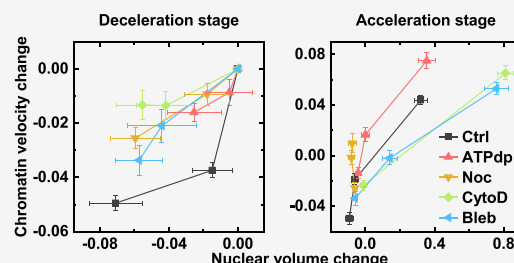 Deceleration stage
Acceleration stage
Chromatin velocity change
0.00
-0.02
-0.04
-0.06
-0.08
-0.04
0.00
0.08
0.04
0.00
-0.04
0.0
0.4
0.8
Ctrl
ATPdp
Noc
CytoD
Bleb
Nuclear volume change